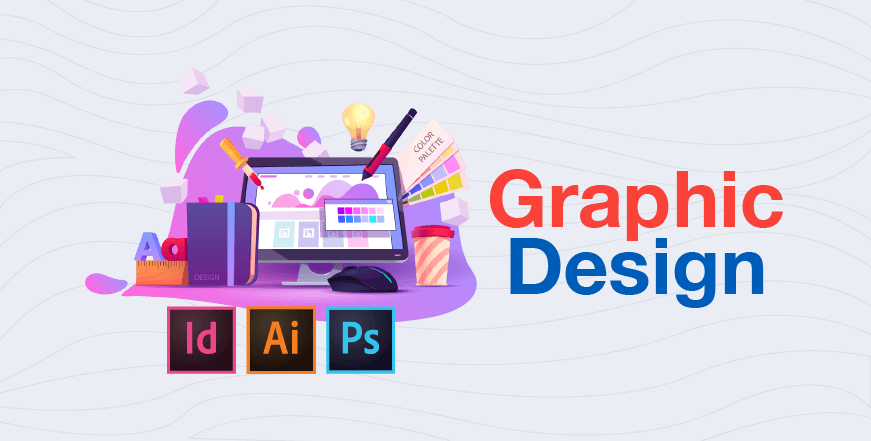 COLOR
PALETTE
Aa
DESIGN
Graphic
Design
Id
Ai
Ps